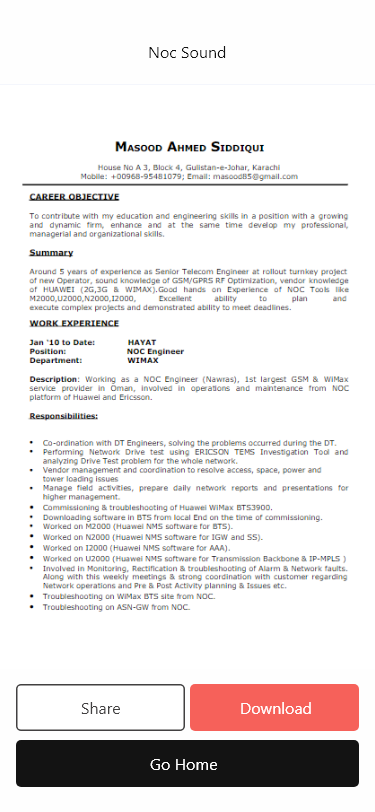 Noc Sound
Masood Ahmed Siddiqui
House No A 3, Block 4, Gulistan-e-Johar, Karachi
Mobile: +00968-95481079; Email: masood85@gmail.com
CAREER OBJECTIVE
To contribute with my education and engineering skills in a position with a growing
and dynamic firm, enhance and at the same time develop my professional,
managerial and organizational skills.
Summary
Around 5 years of experience as Senior Telecom Engineer at rollout turnkey project
of new Operator, sound knowledge of GSM/GPRS RF Optimization, vendor knowledge
of HUAWEI (2G,3G & WIMAX).Good hands on Experience of NOC Tools like
M2000,U2000,N2000,I2000, Excellent ability to plan and
execute complex projects and demonstrated ability to meet deadlines.
WORK EXPERIENCE
Jan '10 to Date: HAYAT
Position: NOC Engineer
Department: WIMAX
Description: Working as a NOC Engineer (Nawras), 1st largest GSM & WiMax
service provider in Oman, involved in operations and maintenance from NOC
platform of Huawei and Ericsson.
Responsibilities:
• Co-ordination with DT Engineers, solving the problems occurred during the DT.
• Performing Network Drive test using ERICSON TEMS Investigation Tool and
analyzing Drive Test problem for the whole network.
• Vendor management and coordination to resolve access, space, power and
tower loading issues
• Manage field activities, prepare daily network reports and presentations for
higher management.
• Commissioning & troubleshooting of Huawei WiMax BTS3900.
• Downloading software in BTS from local End on the time of commissioning.
• Worked on M2000 (Huawei NMS software for BTS).
• Worked on N2000 (Huawei NMS software for IGW and SS).
• Worked on I2000 (Huawei NMS software for AAA).
• Worked on U2000 (Huawei NMS software for Transmission Backbone & IP-MPLS )
• Involved in Monitoring, Rectification & troubleshooting of Alarm & Network faults.
Along with this weekly meetings & strong coordination with customer regarding
Network operations and Pre & Post Activity planning & Issues etc.
• Troubleshooting on WiMax BTS site from NOC.
• Troubleshooting on ASN-GW from NOC.
Share
Download
Go Home